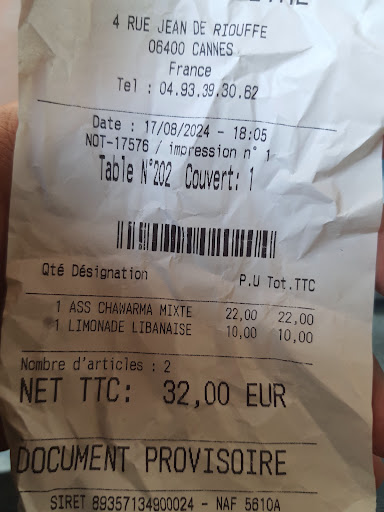 4 RUE JEAN DE RIOUFFE
06400 CANNES
France
Tel : 04.93.39.30.62
Date : 17/08/2024 - 18:05
NOT-17576 / impression n° 1
Table N°202 Couvert: 1
Qté Désignation P.U Tot.TTC
1 ASS CHAWARMA MIXTE 22,00 22,00
1 LIMONADE LIBANAISE 10,00 10,00
Nombre d'articles : 2
NET TTC: 32,00 EUR
DOCUMENT PROVISOIRE
SIRET 89357134900024 - NAF 5610A